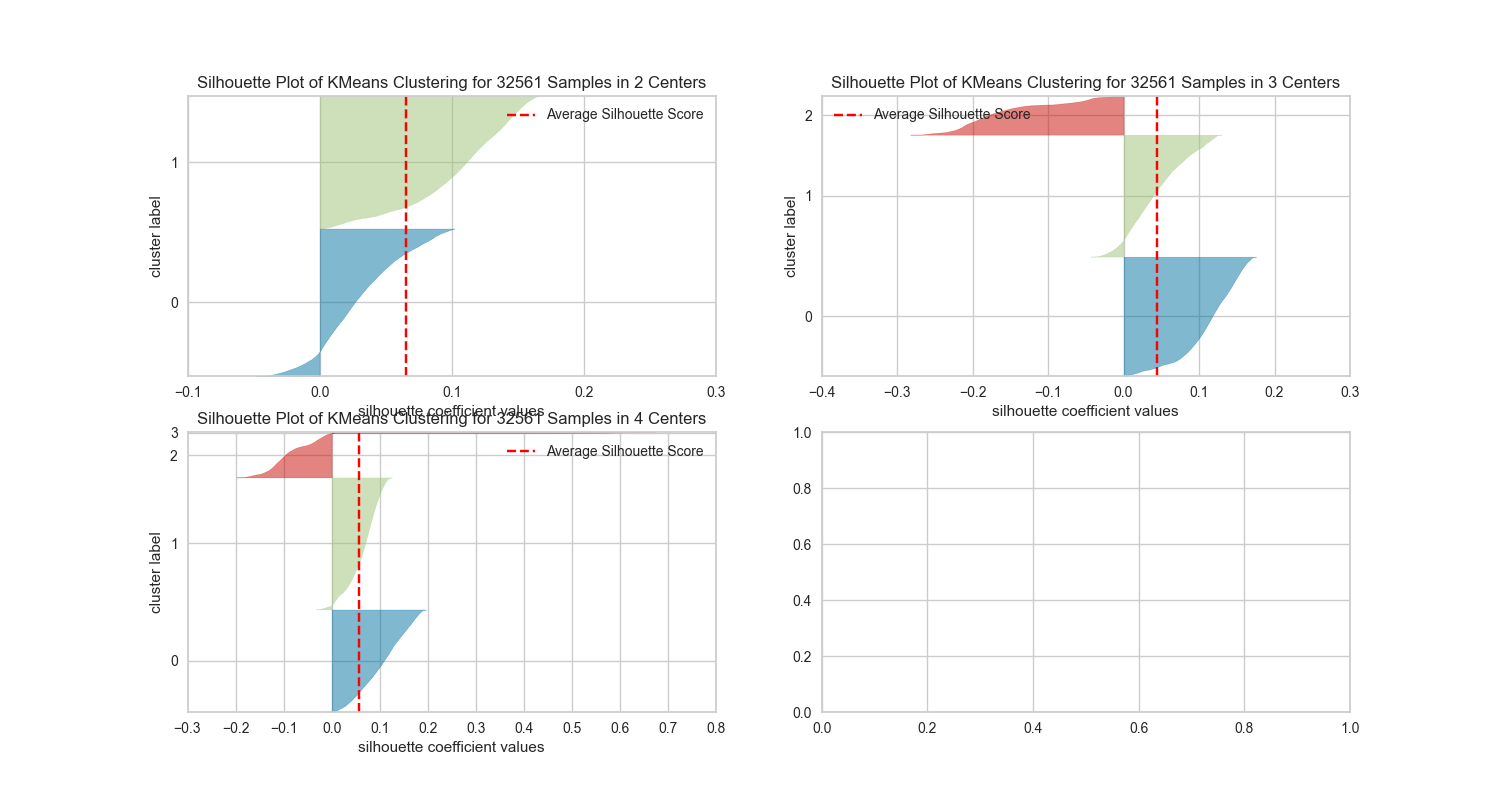 Silhouette Plot of KMeans Clustering for 32561 Samples in 2 Centers
Average Silhouette Score
1
0
cluster label
−0.1 0.0 0.1 0.2 0.3
silhouette coefficient values
Silhouette Plot of KMeans Clustering for 32561 Samples in 3 Centers
Average Silhouette Score
2
1
0
cluster label
−0.4 −0.3 −0.2 −0.1 0.0 0.1 0.2 0.3
silhouette coefficient values
Silhouette Plot of KMeans Clustering for 32561 Samples in 4 Centers
Average Silhouette Score
3
2
1
0
cluster label
−0.3 −0.2 −0.1 0.0 0.1 0.2 0.3 0.4 0.5 0.6 0.7 0.8
silhouette coefficient values
1.0
0.8
0.6
0.4
0.2
0.0
0.0 0.2 0.4 0.6 0.8 1.0